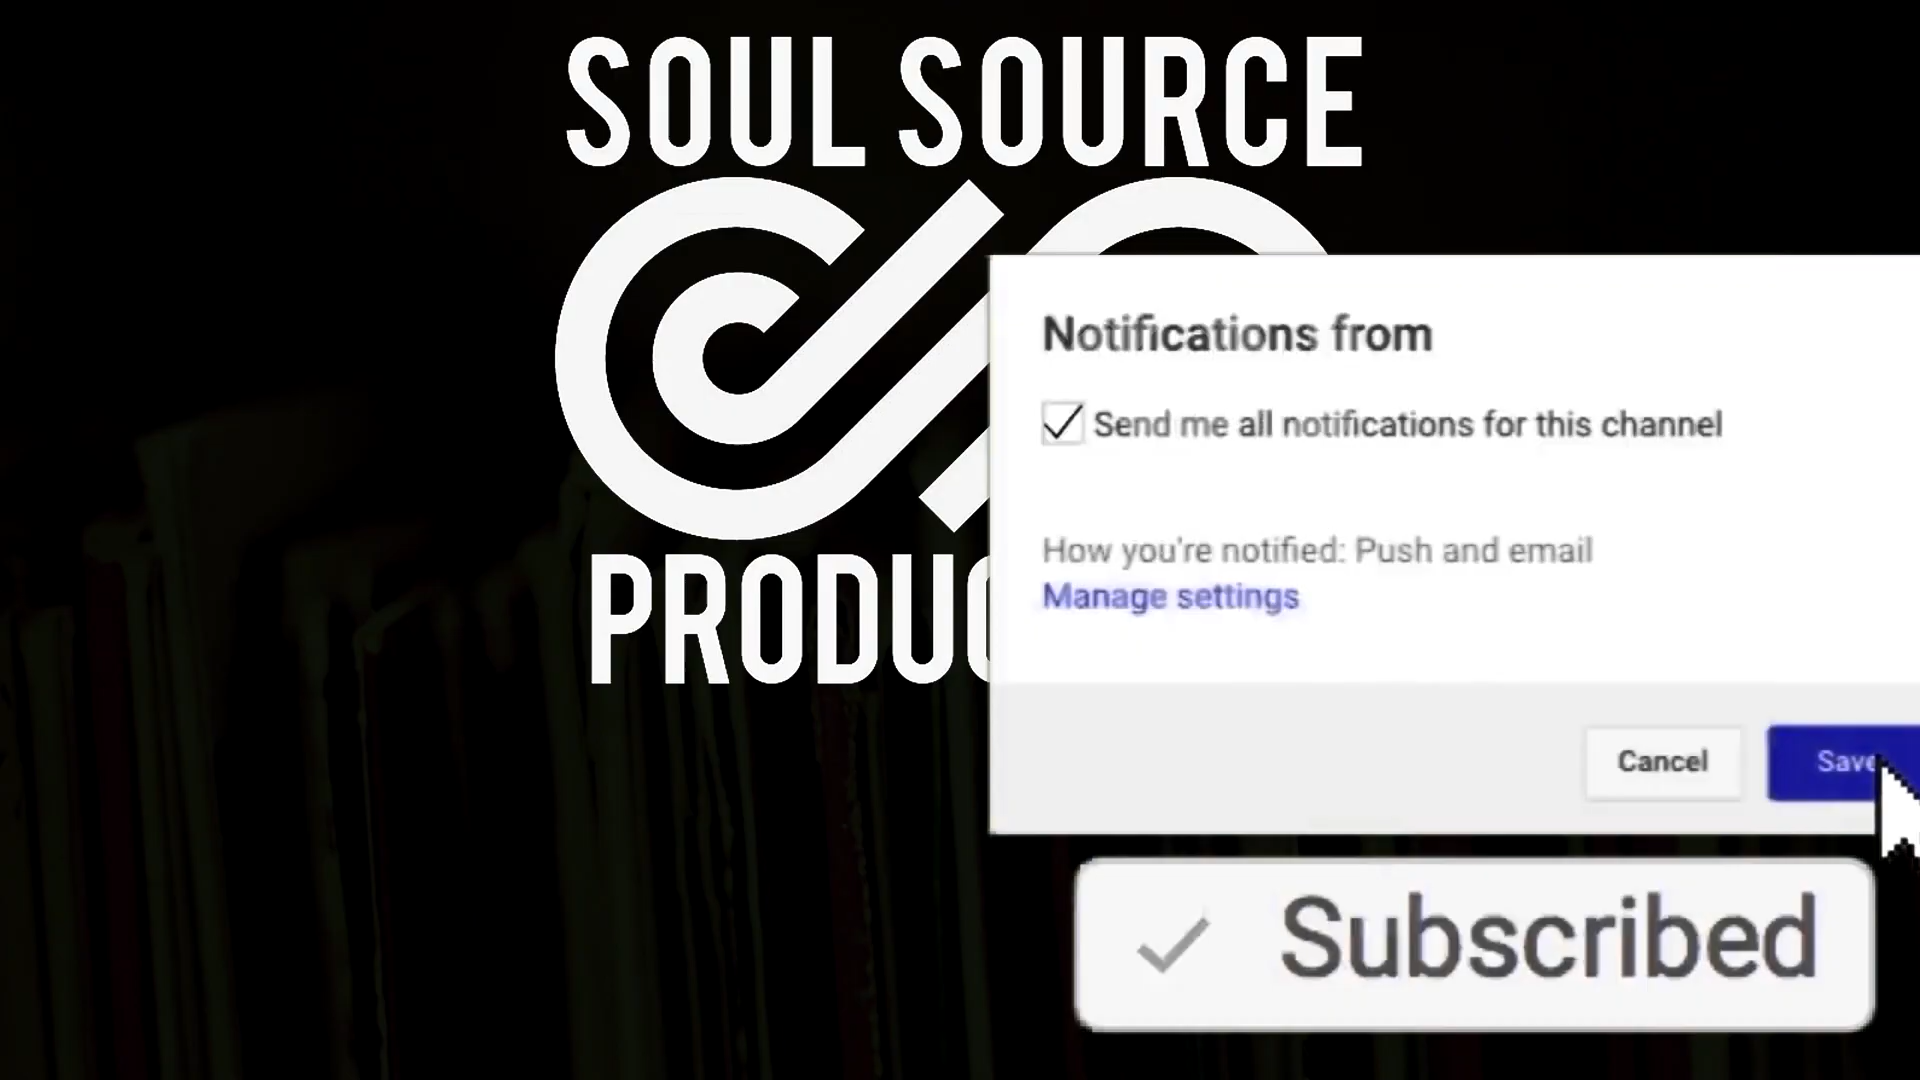 SOUL SOURCE
Notifications from
Send me all notifications for this channel
How you're notified: Push and email
Manage settings
PRODUC
Cancel
Save
Subscribed